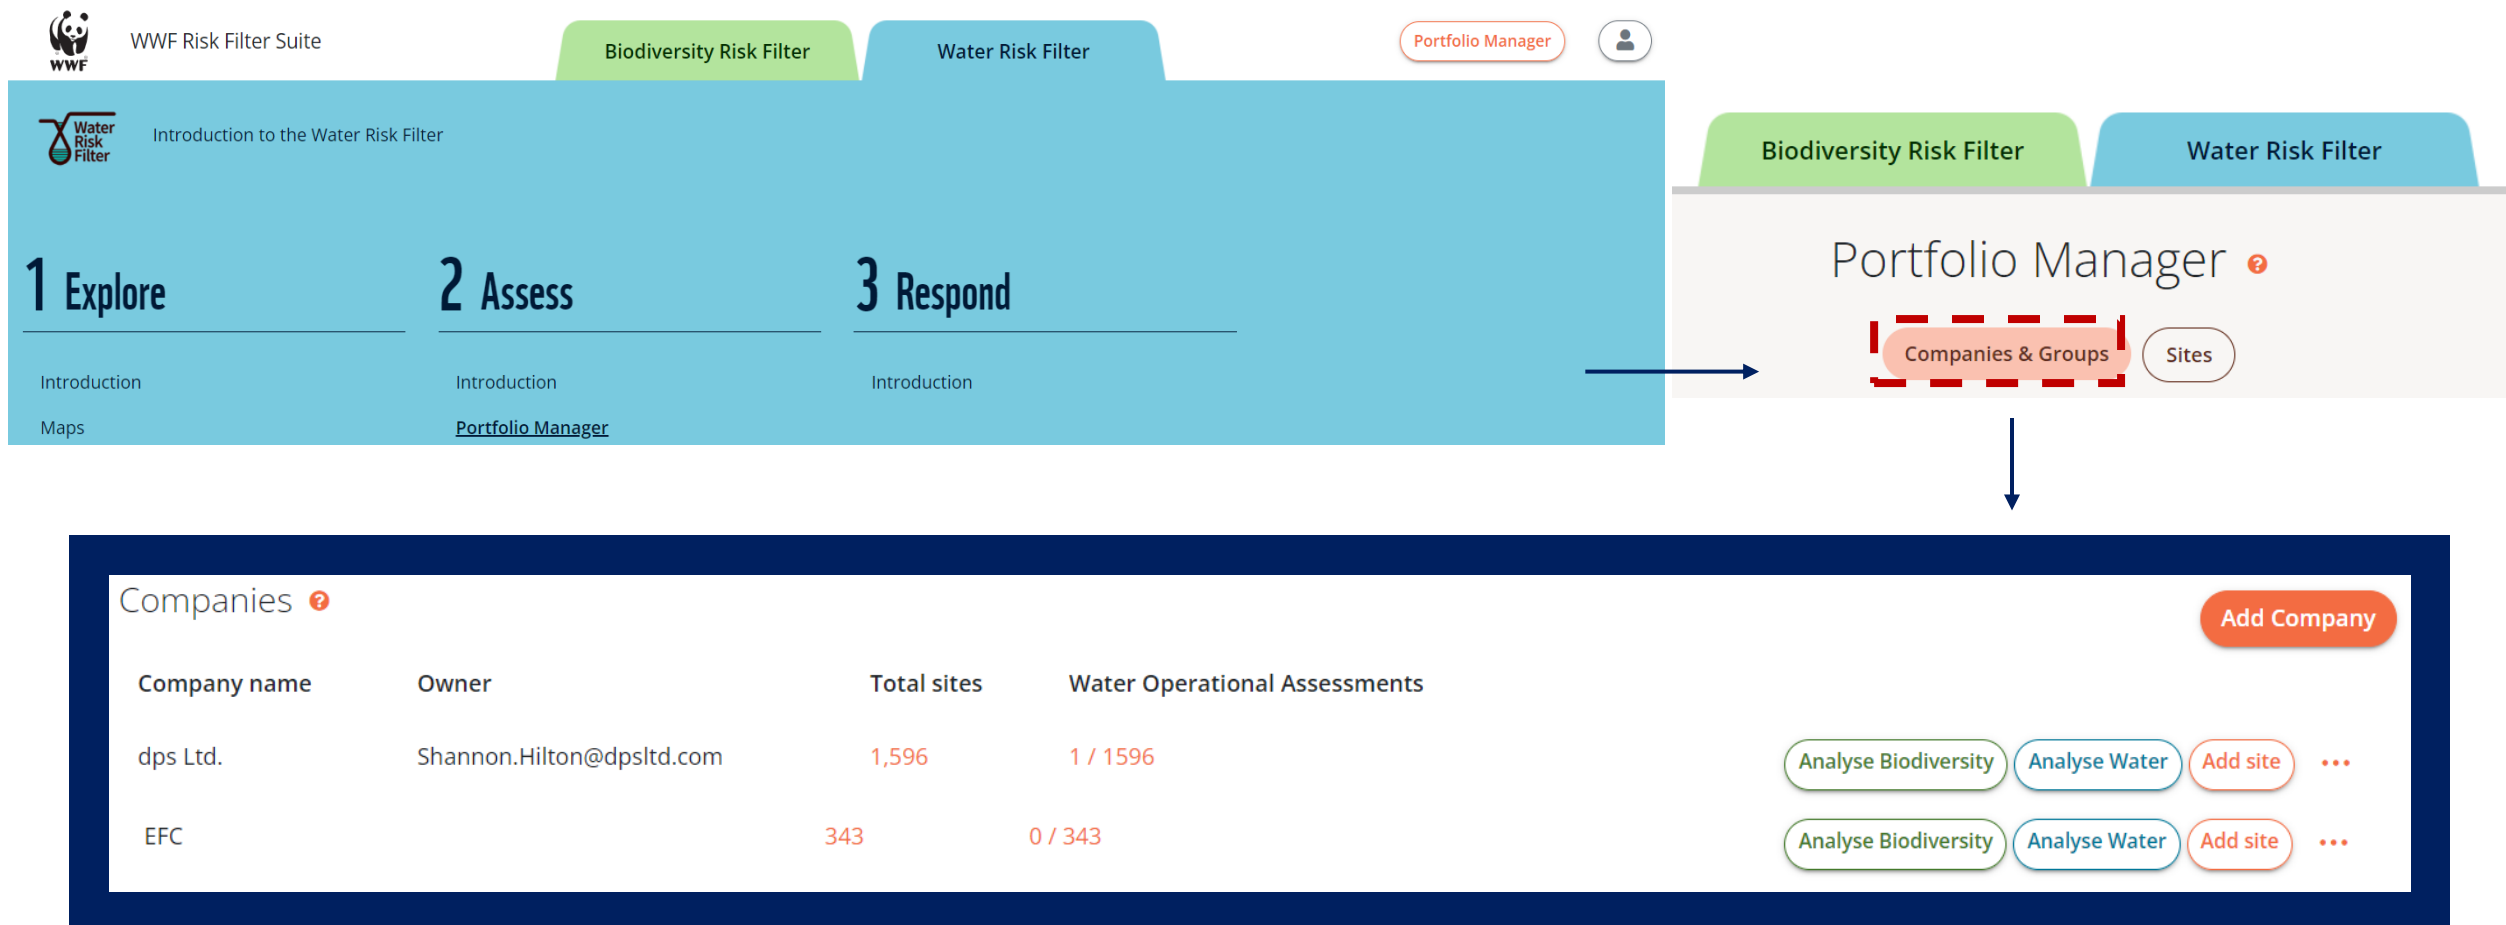 WWF
WWF Risk Filter Suite
Biodiversity Risk Filter
Water Risk Filter
Portfolio Manager
Water
Risk
Filter
Introduction to the Water Risk Filter
1 Explore
2 Assess
3 Respond
Introduction
Introduction
Introduction
Maps
Portfolio Manager
Biodiversity Risk Filter
Water Risk Filter
Portfolio Manager ?
Companies & Groups
Sites
Companies ?
Add Company
Company name Owner Total sites Water Operational Assessments
dps Ltd. Shannon.Hilton@dpsltd.com 1,596 1 / 1596 Analyse Biodiversity Analyse Water Add site ...
EFC 343 0 / 343 Analyse Biodiversity Analyse Water Add site ...